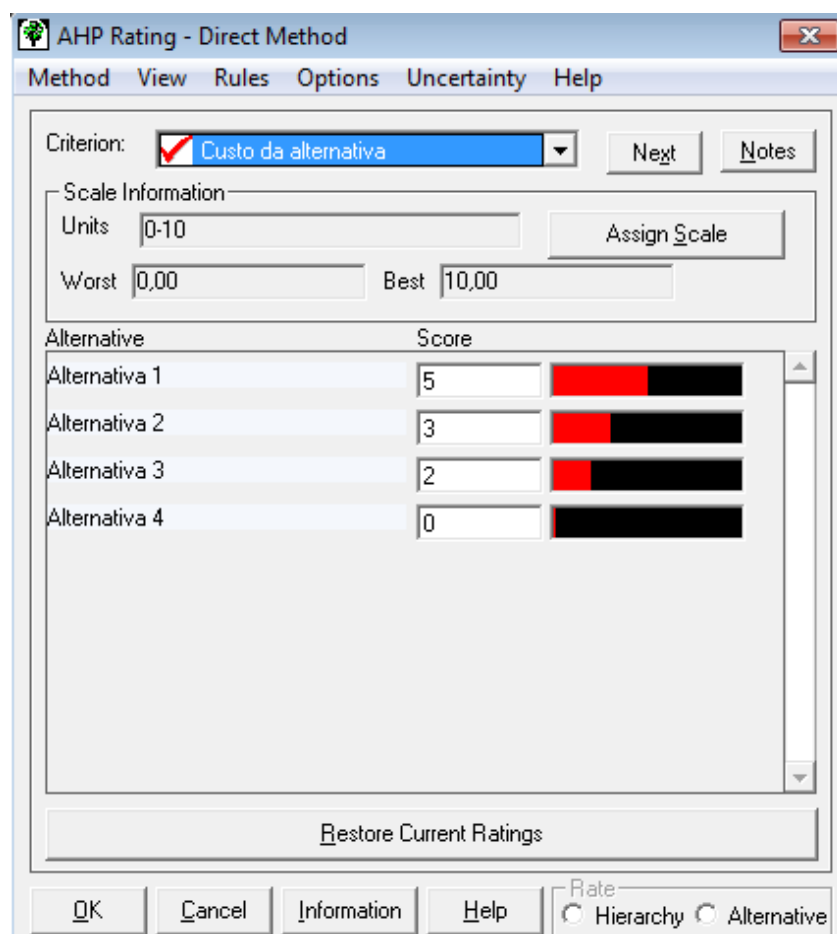 AHP Rating - Direct Method
Method View Rules Options Uncertainty Help
Criterion: Custo da alternativa Next Notes
Scale Information
Units 0-10 Assign Scale
Worst 0,00 Best 10,00
Alternative Score
Alternativa 1 5
Alternativa 2 3
Alternativa 3 2
Alternativa 4 0
Restore Current Ratings
OK Cancel Information Help Rate
Hierarchy Alternative